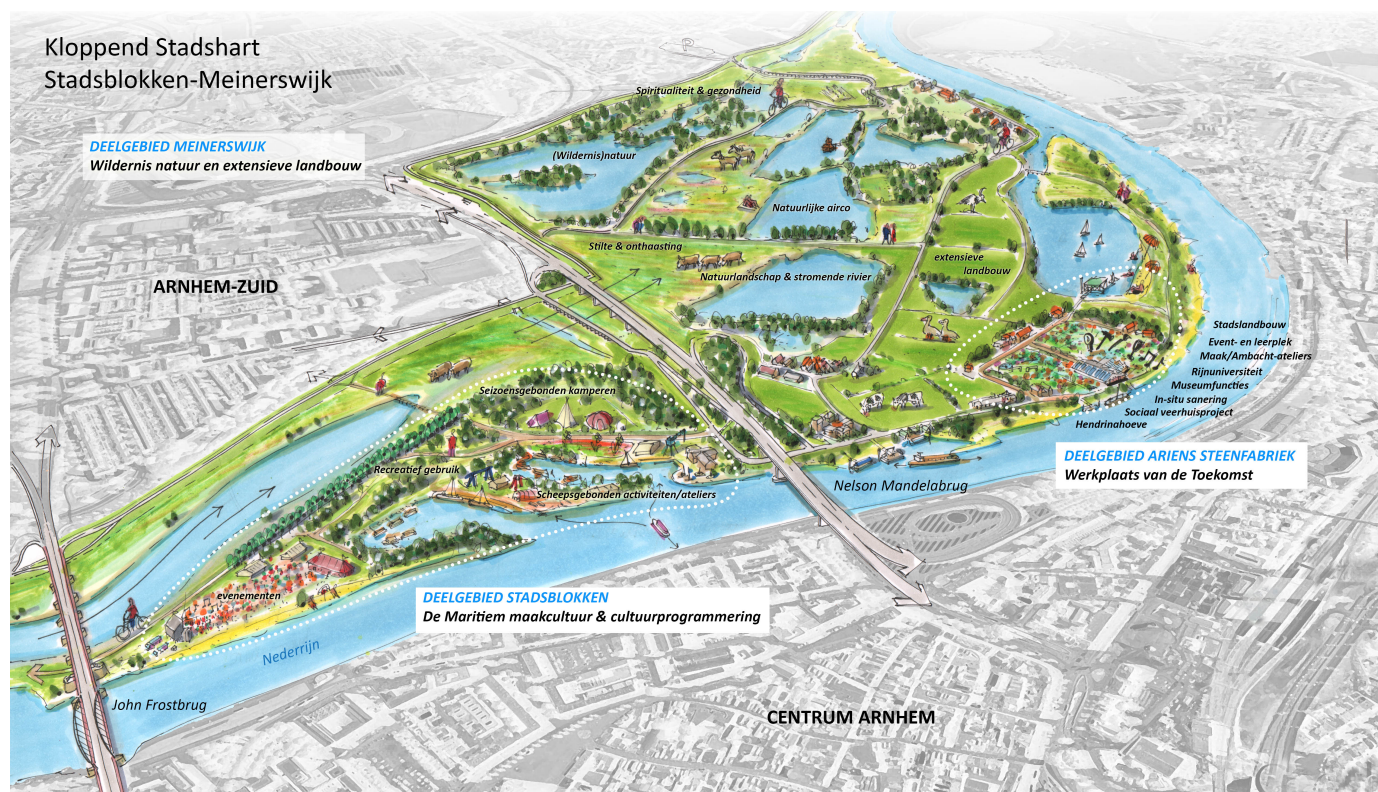 Kloppend Stadshart
Stadsblokken-Meinerswijk
P
Spiritualiteit & gezondheid
DEELGEBIED MEINERSWIJK
Wildernis natuur en extensieve landbouw
(Wildernis)natuur
Natuurlijke airco
Stilte & onthaasting
extensieve
landbouw
Natuurlandschap & stromende rivier
ARNHEM-ZUID
Stadslandbouw
Event- en leerplek
Maak/Ambacht-ateliers
Rijnuniversiteit
Museumfuncties
In-situ sanering
Sociaal veerhuisproject
Hendrinahoeve
Seizoensgebonden kamperen
DEELGEBIED ARIENS STEENFABRIEK
Werkplaats van de Toekomst
Recreatief gebruik
Nelson Mandelabrug
Scheepsgebonden activiteiten/ateliers
evenementen
DEELGEBIED STADSBLOKKEN
De Maritiem maakcultuur & cultuurprogrammering
Nederrijn
John Frostbrug
CENTRUM ARNHEM